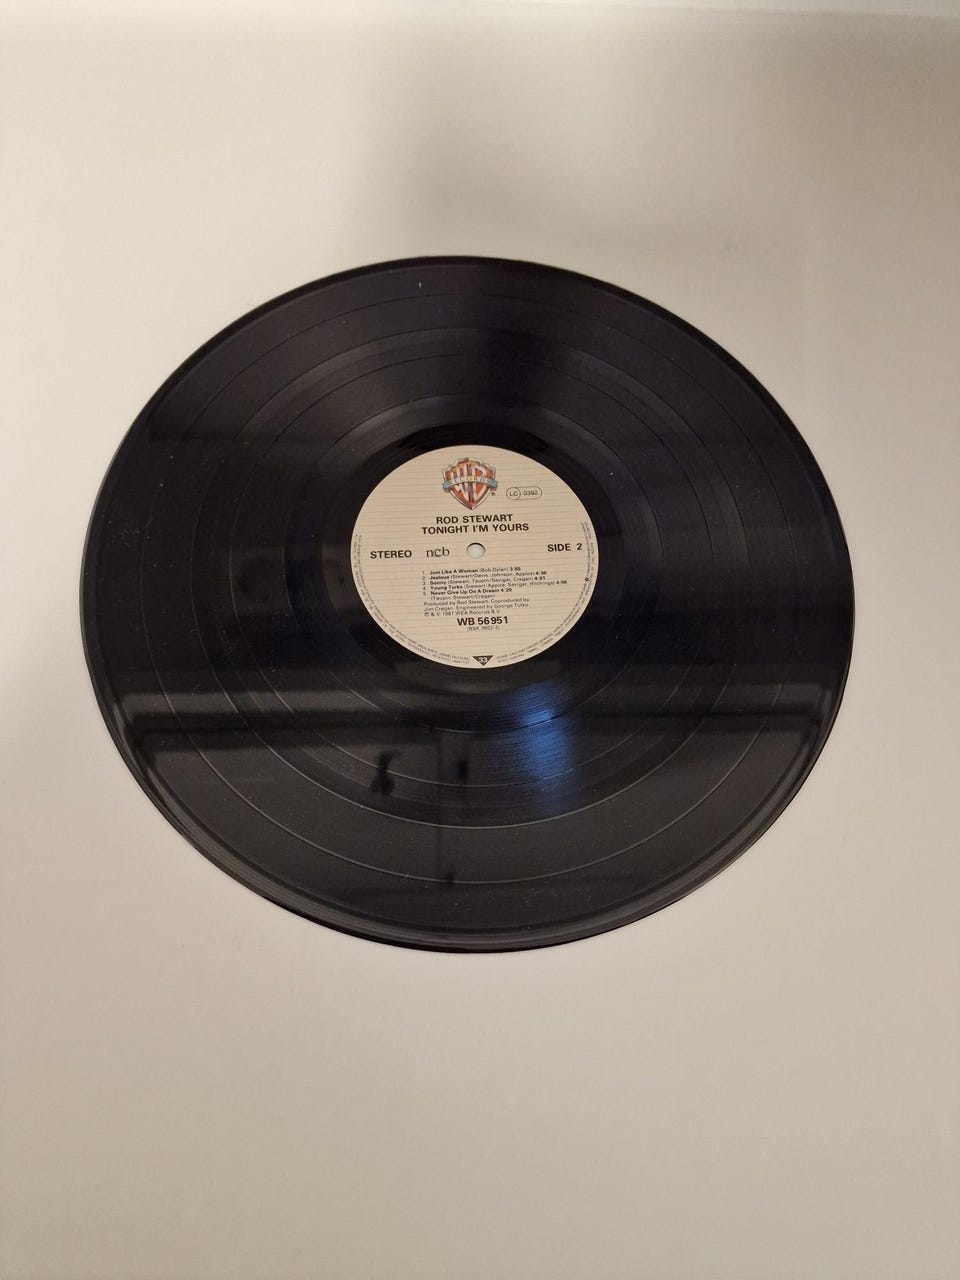 WB
RECORDS
LC 0392
ROD STEWART
TONIGHT I'M YOURS
STEREO ncb SIDE 2
1. Just Like A Woman (Bob Dylan) 3:55
2. Jealous (Stewart/Davis, Johnson, Appice) 4:30
3. Sonny (Stewart, Taupin/Savigar, Cregan) 4:01
4. Young Turks (Stewart/Appice, Savigar, Hitchings) 4:56
5. Never Give Up On A Dream 4:20
(Taupin, Stewart/Cregan)
Produced by Rod Stewart, Coproduced by
Jim Cregan, Engineered by George Tutko.
℗ & © 1981 WEA Records B.V.
WB 56951
(BSK 3602-2)
33